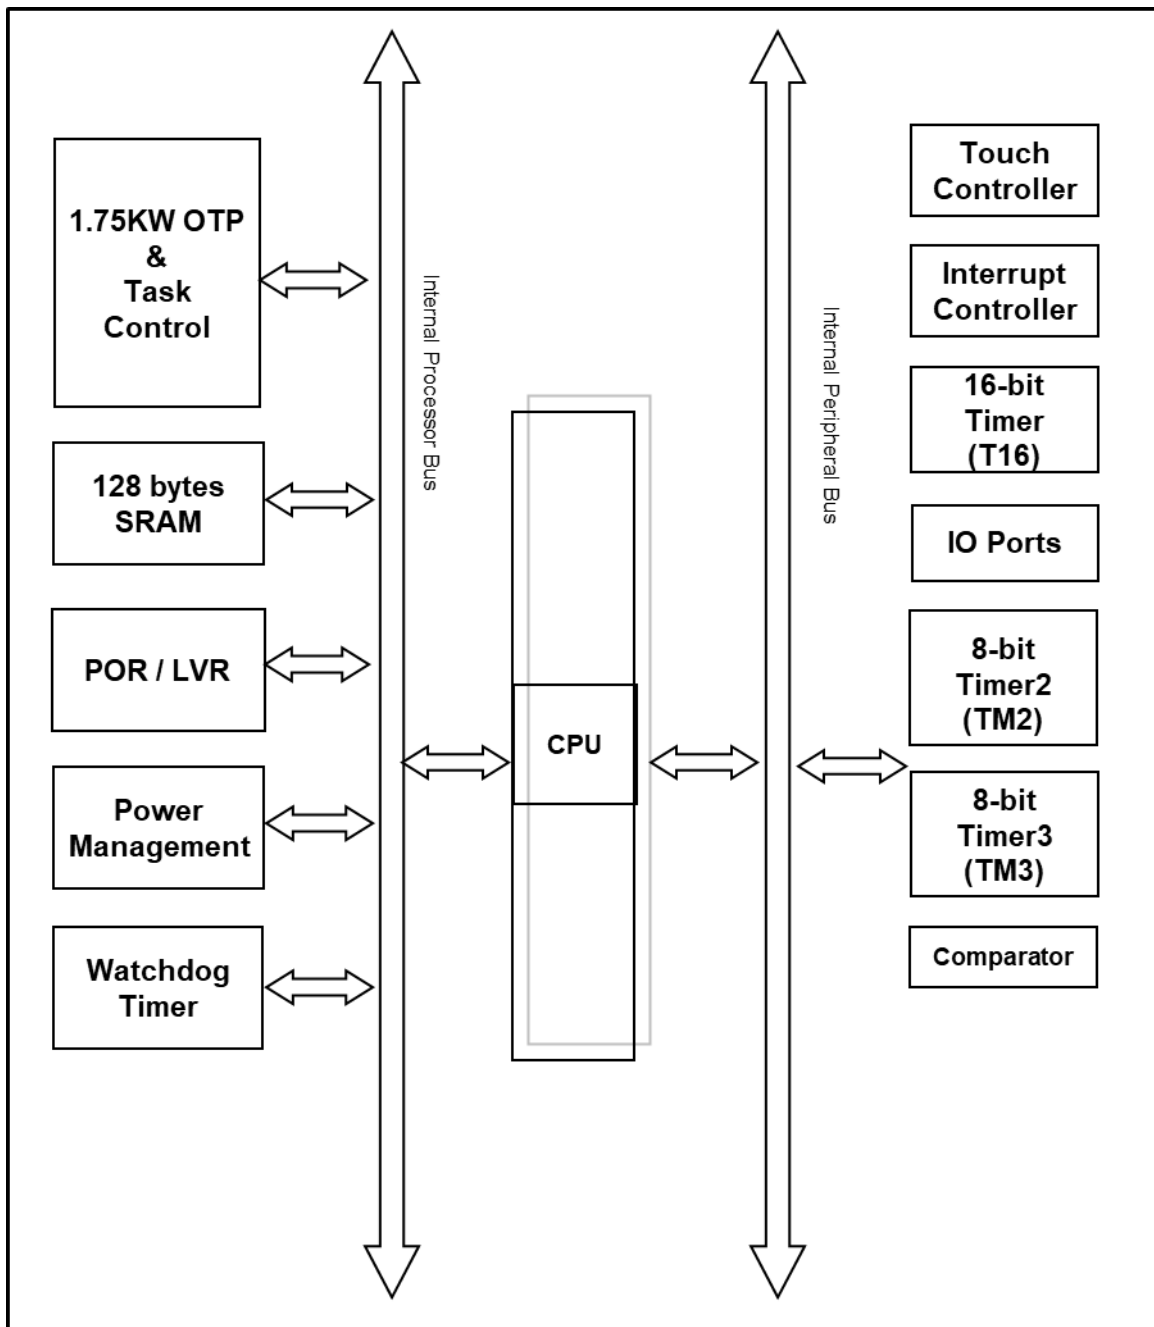 1.75KW OTP
&
Task
Control
128 bytes
SRAM
POR / LVR
Power
Management
Watchdog
Timer
Internal Processor Bus
CPU
Internal Peripheral Bus
Touch
Controller
Interrupt
Controller
16-bit
Timer
(T16)
IO Ports
8-bit
Timer2
(TM2)
8-bit
Timer3
(TM3)
Comparator